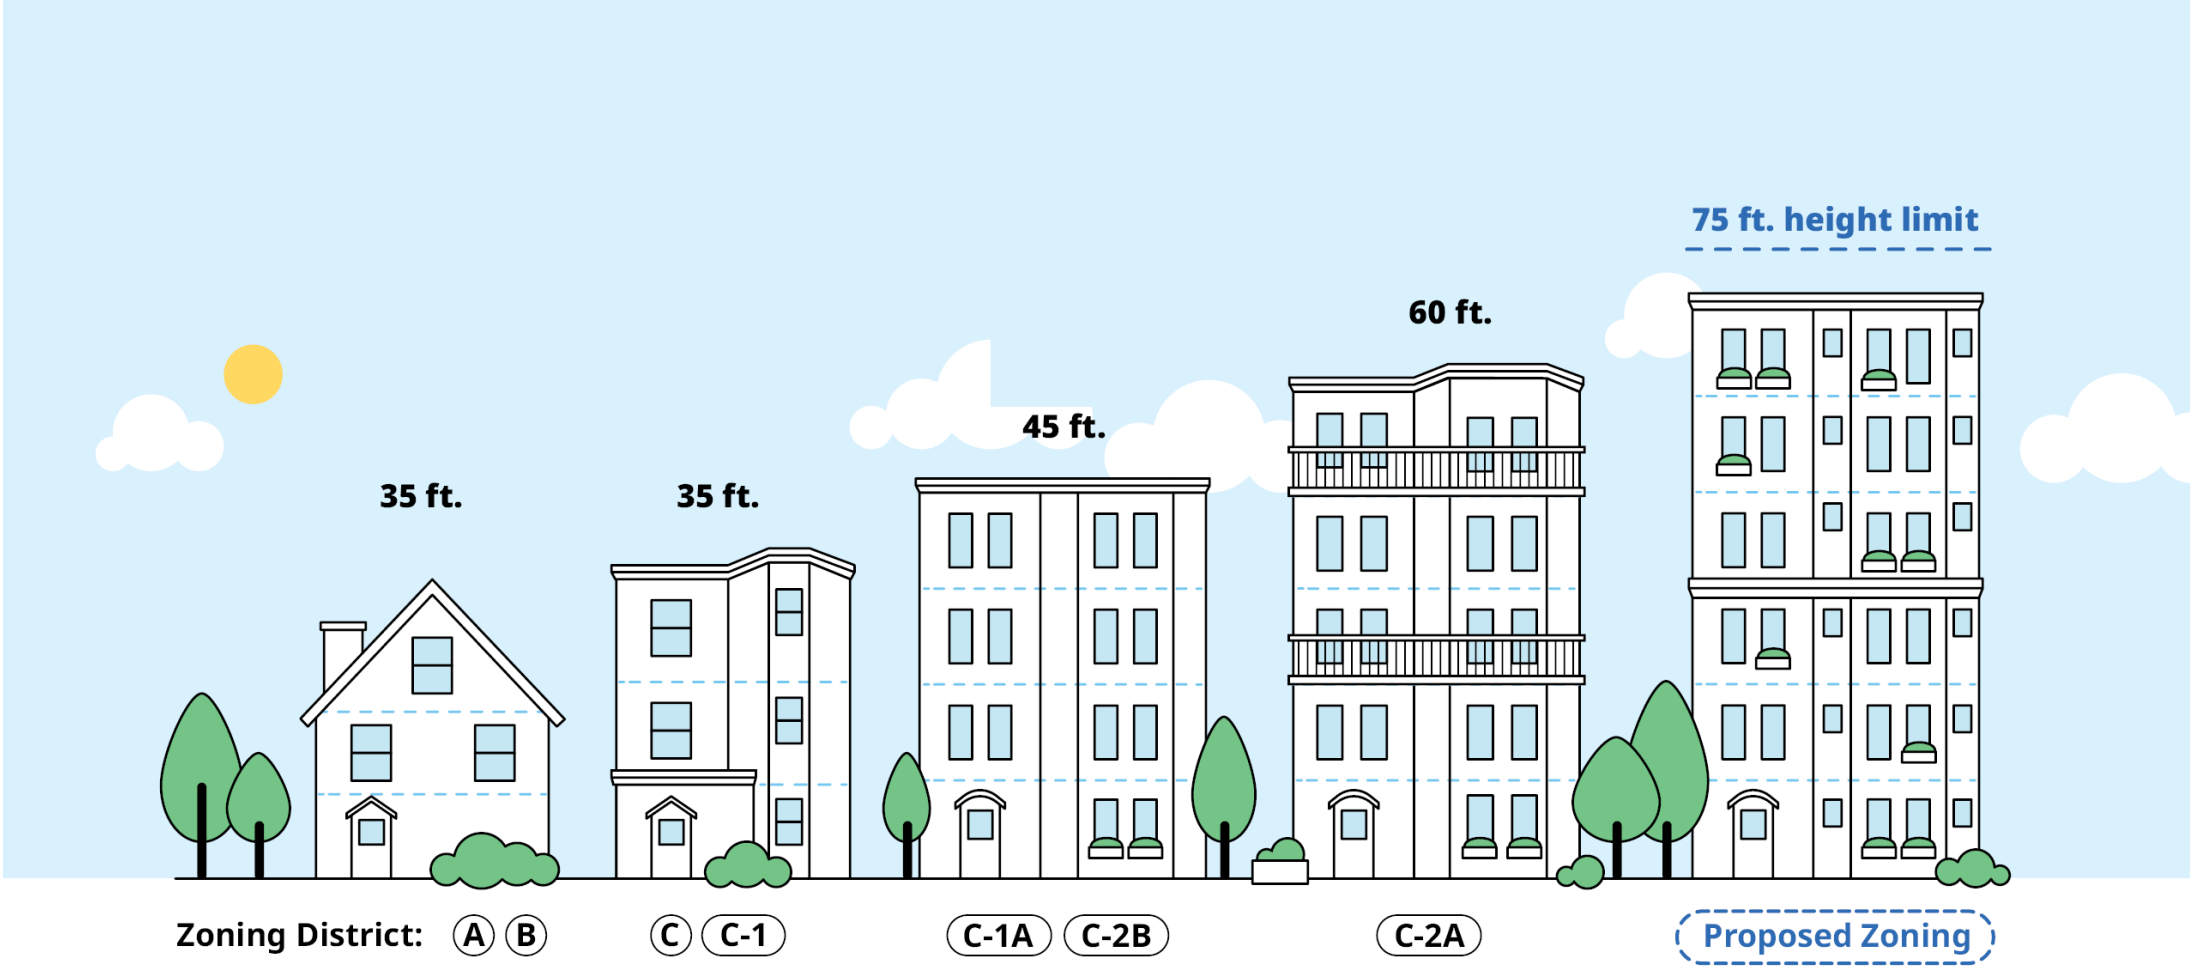 75 ft. height limit
60 ft.
45 ft.
35 ft. 35 ft.
Zoning District: A B C C-1 C-1A C-2B C-2A Proposed Zoning